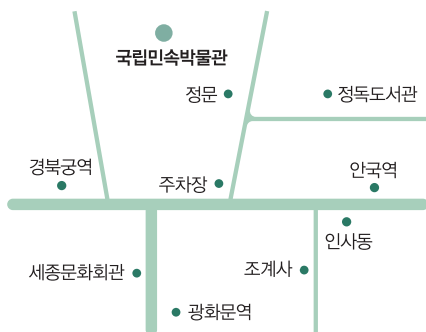 국립민속박물관
정문
정독도서관
경북궁역
주차장
안국역
인사동
세종문화회관
조계사
광화문역